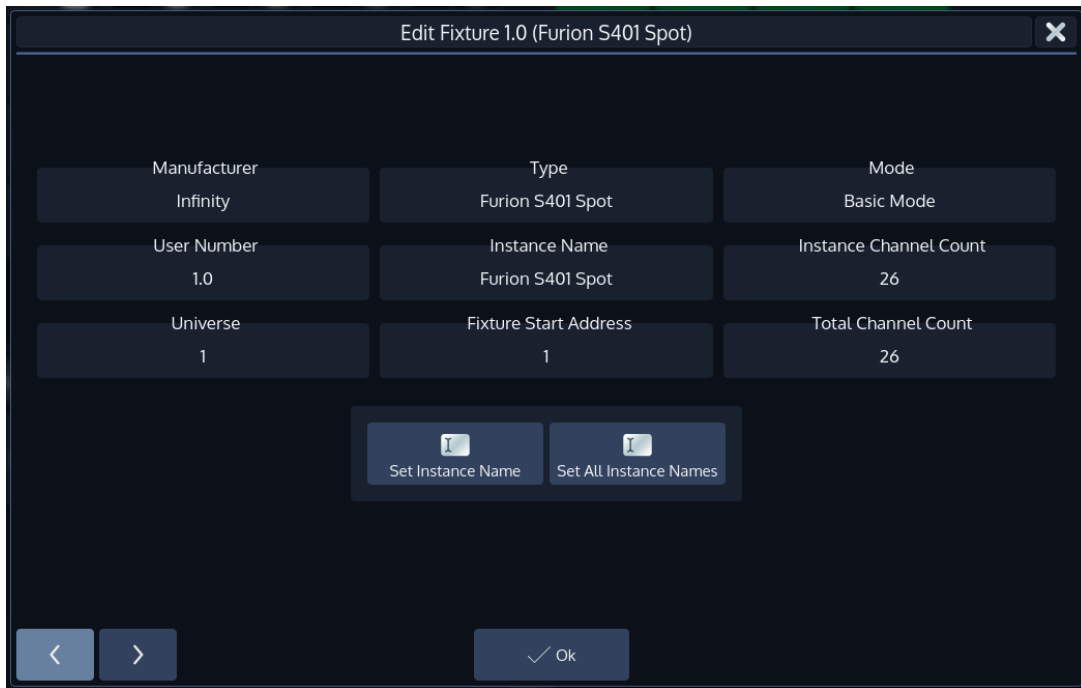 Edit Fixture 1.0 (Furion S401 Spot)
Manufacturer
Infinity
Type
Furion S401 Spot
Mode
Basic Mode
User Number
1.0
Instance Name
Furion S401 Spot
Instance Channel Count
26
Universe
1
Fixture Start Address
1
Total Channel Count
26
Set Instance Name
Set All Instance Names
Ok